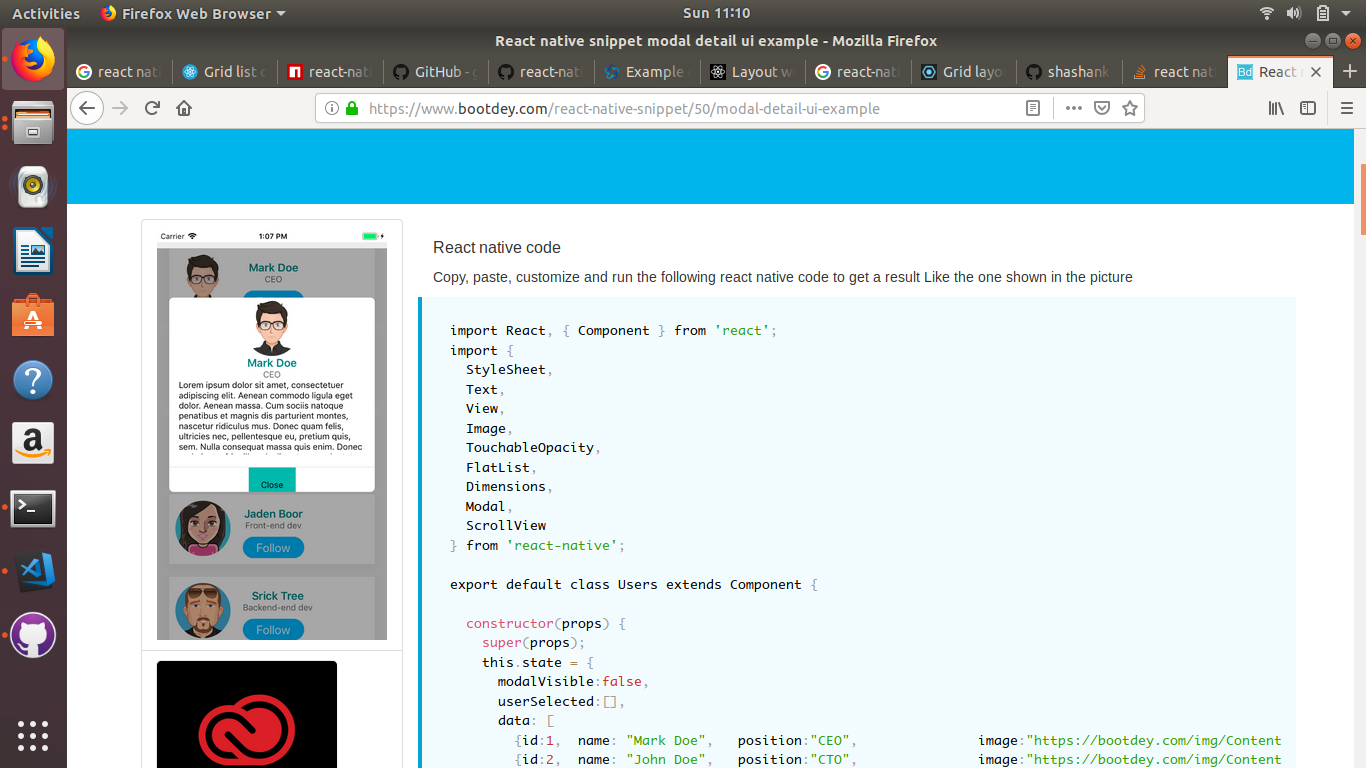 Activities
Firefox Web Browser
Sun 11:10
React native snippet modal detail ui example - Mozilla Firefox
react nati
Grid list c
react-nati
GitHub - g
react-nati
Example
Layout w
react-nati
Grid layo
shashank
react nat
React n
https://www.bootdey.com/react-native-snippet/50/modal-detail-ui-example
Carrier
1:07 PM
Mark Doe
CEO
Mark Doe
CEO
Lorem ipsum dolor sit amet, consectetuer
adipiscing elit. Aenean commodo ligula eget
dolor. Aenean massa. Cum sociis natoque
penatibus et magnis dis parturient montes,
nascetur ridiculus mus. Donec quam felis,
ultricies nec, pellentesque eu, pretium quis,
sem. Nulla consequat massa quis enim. Donec
Close
Jaden Boor
Front-end dev
Follow
Srick Tree
Backend-end dev
Follow
React native code
Copy, paste, customize and run the following react native code to get a result Like the one shown in the picture
import React, { Component } from 'react';
import {
StyleSheet,
Text,
View,
Image,
TouchableOpacity,
FlatList,
Dimensions,
Modal,
ScrollView
} from 'react-native';
export default class Users extends Component {
constructor(props) {
super(props);
this.state = {
modalVisible:false,
userSelected:[],
data: [
{id:1, name: "Mark Doe", position:"CEO", image:"https://bootdey.com/img/Content
{id:2, name: "John Doe", position:"CTO", image:"https://bootdey.com/img/Content